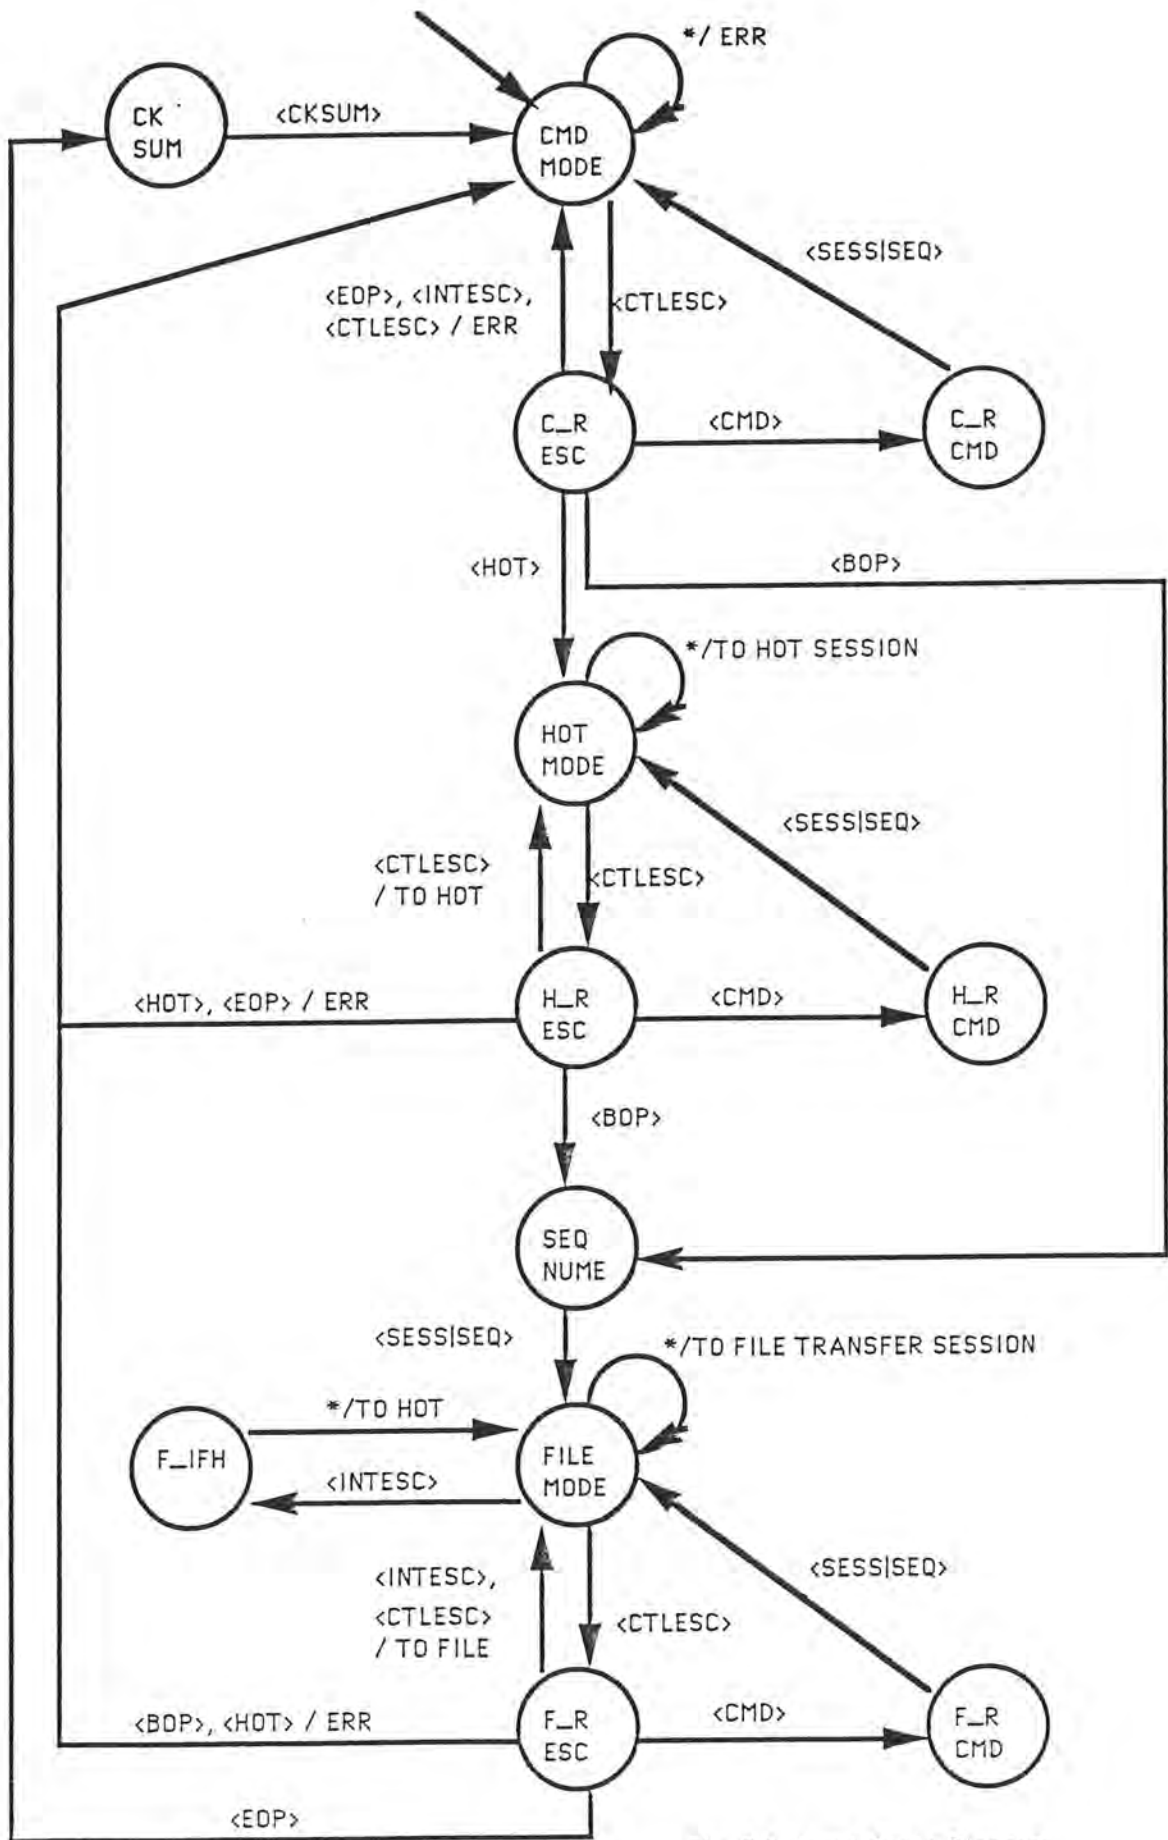 */ ERR
CK
SUM
<CKSUM>
CMD
MODE
<SESS|SEQ>
<EOP>, <INTESC>,
<CTLESC> / ERR
<CTLESC>
C_R
ESC
<CMD>
C_R
CMD
<HOT>
<BOP>
*/TO HOT SESSION
HOT
MODE
<SESS|SEQ>
<CTLESC>
/ TO HOT
<CTLESC>
<HOT>, <EOP> / ERR
H_R
ESC
<CMD>
H_R
CMD
<BOP>
SEQ
NUME
<SESS|SEQ>
*/TO FILE TRANSFER SESSION
*/TO HOT
F_IFH
<INTESC>
FILE
MODE
<SESS|SEQ>
<INTESC>,
<CTLESC>
/ TO FILE
<CTLESC>
<BOP>, <HOT> / ERR
F_R
ESC
<CMD>
F_R
CMD
<EOP>